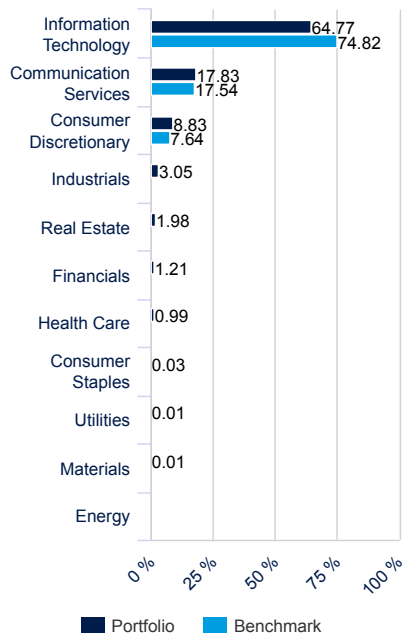 Information
Technology
64.77
74.82
Communication
Services
17.83
17.54
Consumer
Discretionary
8.83
7.64
Industrials
3.05
Real Estate
1.98
Financials
1.21
Health Care
0.99
Consumer
Staples
0.03
Utilities
0.01
Materials
0.01
Energy
0 %
25 %
50 %
75 %
100 %
Portfolio
Benchmark